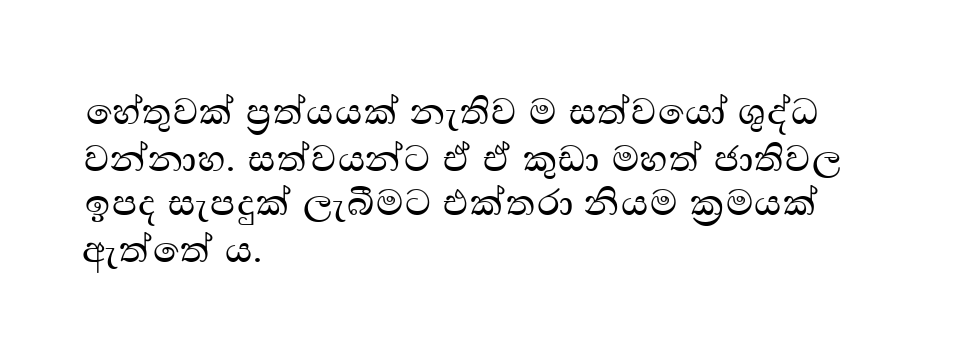 හේතුවක් ප්‍රත්යයක් නැතිව ම සත්වයෝ ශුද්ධ
වන්නාහ. සත්වයන්ට ඒ ඒ කුඩා මහත් ජාතිවල
ඉපද සැපදුක් ලැබීමට එක්තරා නියම ක්‍රමයක්
ඇත්තේ ය.